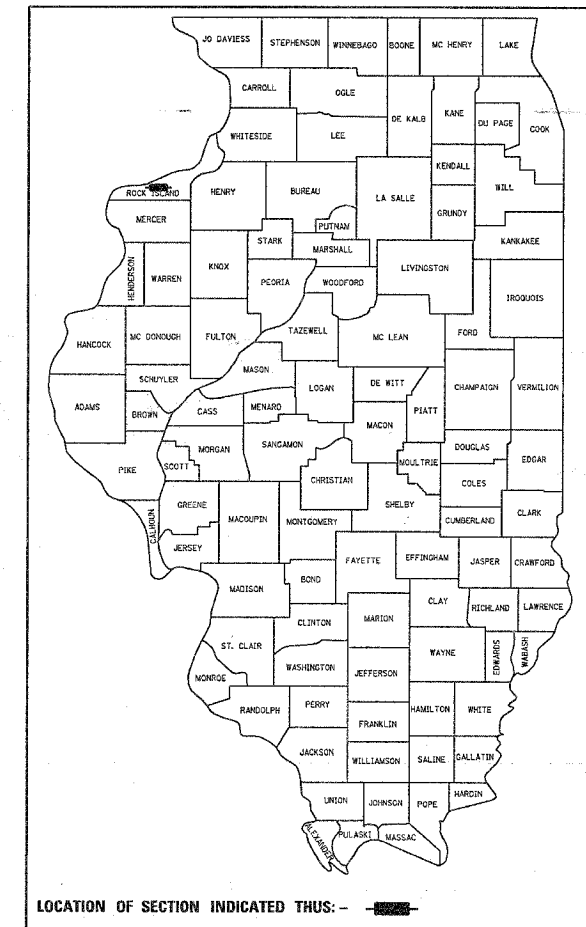 JO DAVIESS STEPHENSON WINNEBAGO BOONE MC HENRY LAKE
CARROLL OGLE DE KALB KANE DU PAGE COOK
WHITESIDE LEE KENDALL WILL
ROCK ISLAND HENRY BUREAU LA SALLE GRUNDY
MERCER PUTNAM KANKAKEE
STARK MARSHALL
HENDERSON WARREN KNOX PEORIA WOODFORD LIVINGSTON IROQUOIS
HANCOCK MC DONOUGH FULTON TAZEWELL MC LEAN FORD
MASON
SCHUYLER LOGAN DE WITT CHAMPAIGN VERMILION
ADAMS BROWN CASS MENARD MACON PIATT
PIKE SCOTT MORGAN SANGAMON MOULTRIE DOUGLAS EDGAR
CHRISTIAN COLES
CALHOUN GREENE MACOUPIN MONTGOMERY SHELBY CUMBERLAND CLARK
JERSEY FAYETTE EFFINGHAM JASPER CRAWFORD
MADISON BOND CLAY RICHLAND LAWRENCE
CLINTON MARION
ST. CLAIR WAYNE EDWARDS WABASH
WASHINGTON JEFFERSON
MONROE
RANDOLPH PERRY HAMILTON WHITE
FRANKLIN
JACKSON WILLIAMSON SALINE GALLATIN
UNION JOHNSON POPE HARDIN
ALEXANDER PULASKI MASSAC
LOCATION OF SECTION INDICATED THUS: -